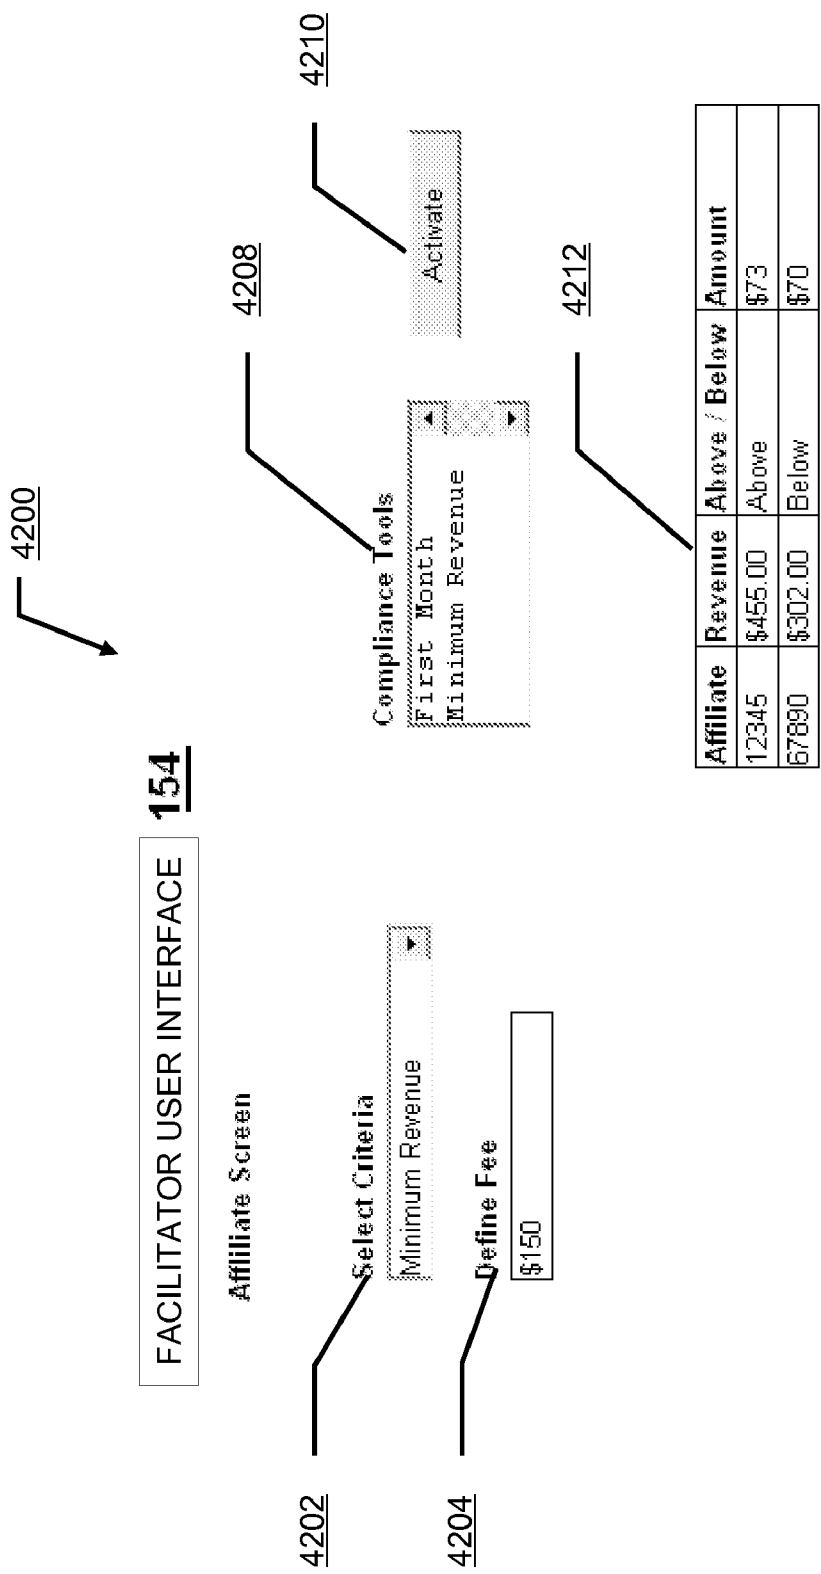 4200
FACILITATOR USER INTERFACE 154
Affliliate Screen
4202
Select Criteria
Minimum Revenue
4204
Define Fee
$150
4208
Compliance Tools
First Month
Minimum Revenue
4210
Activate
4212
Affiliate Revenue Above / Below Amount
12345 $455.00 Above $73
67890 $302.00 Below $70